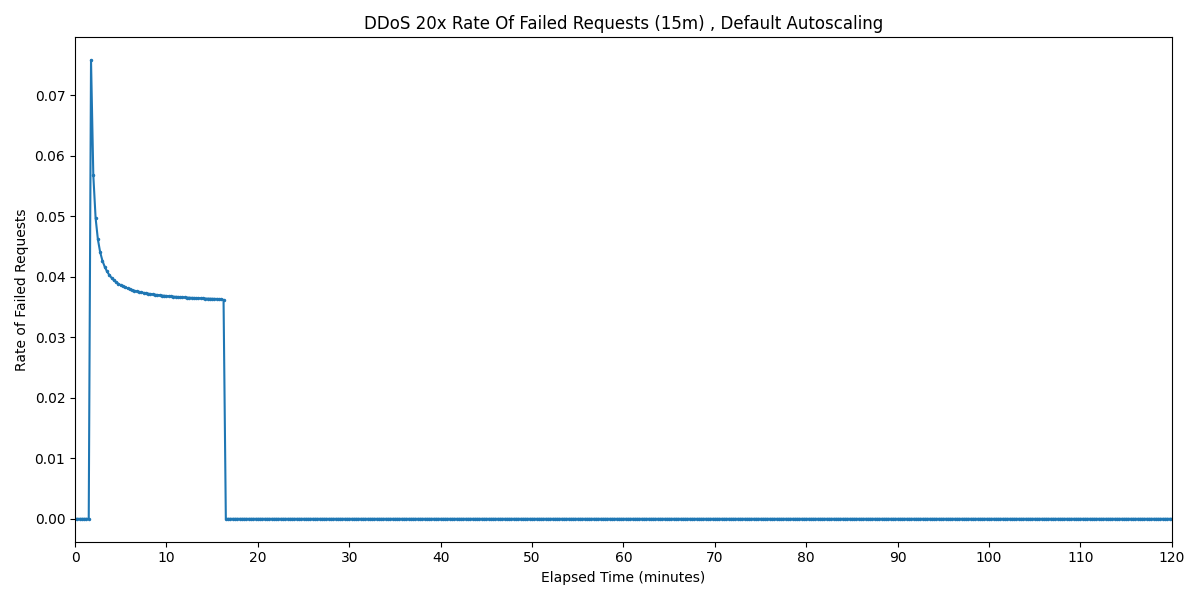 DDoS 20x Rate Of Failed Requests (15m) , Default Autoscaling
Rate of Failed Requests
0.07
0.06
0.05
0.04
0.03
0.02
0.01
0.00
0 10 20 30 40 50 60 70 80 90 100 110 120
Elapsed Time (minutes)